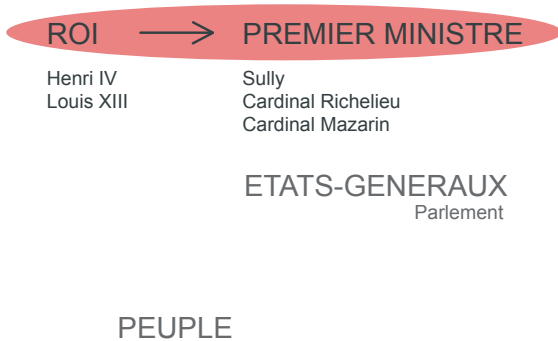 ROI → PREMIER MINISTRE
Henri IV
Louis XIII
Sully
Cardinal Richelieu
Cardinal Mazarin
ETATS-GENERAUX
Parlement
PEUPLE